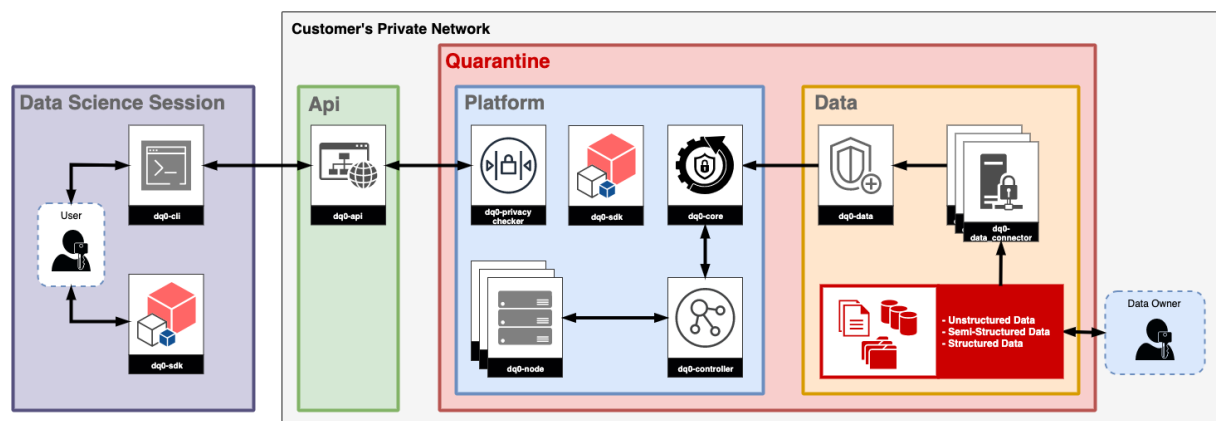 Customer's Private Network
Quarantine
Data Science Session
Api
Platform
Data
dq0-cli
dq0-api
dq0-privacy
checker
dq0-sdk
dq0-core
dq0-data
dq0-
data_connector
User
dq0-sdk
dq0-node
dq0-controller
- Unstructured Data
- Semi-Structured Data
- Structured Data
Data Owner